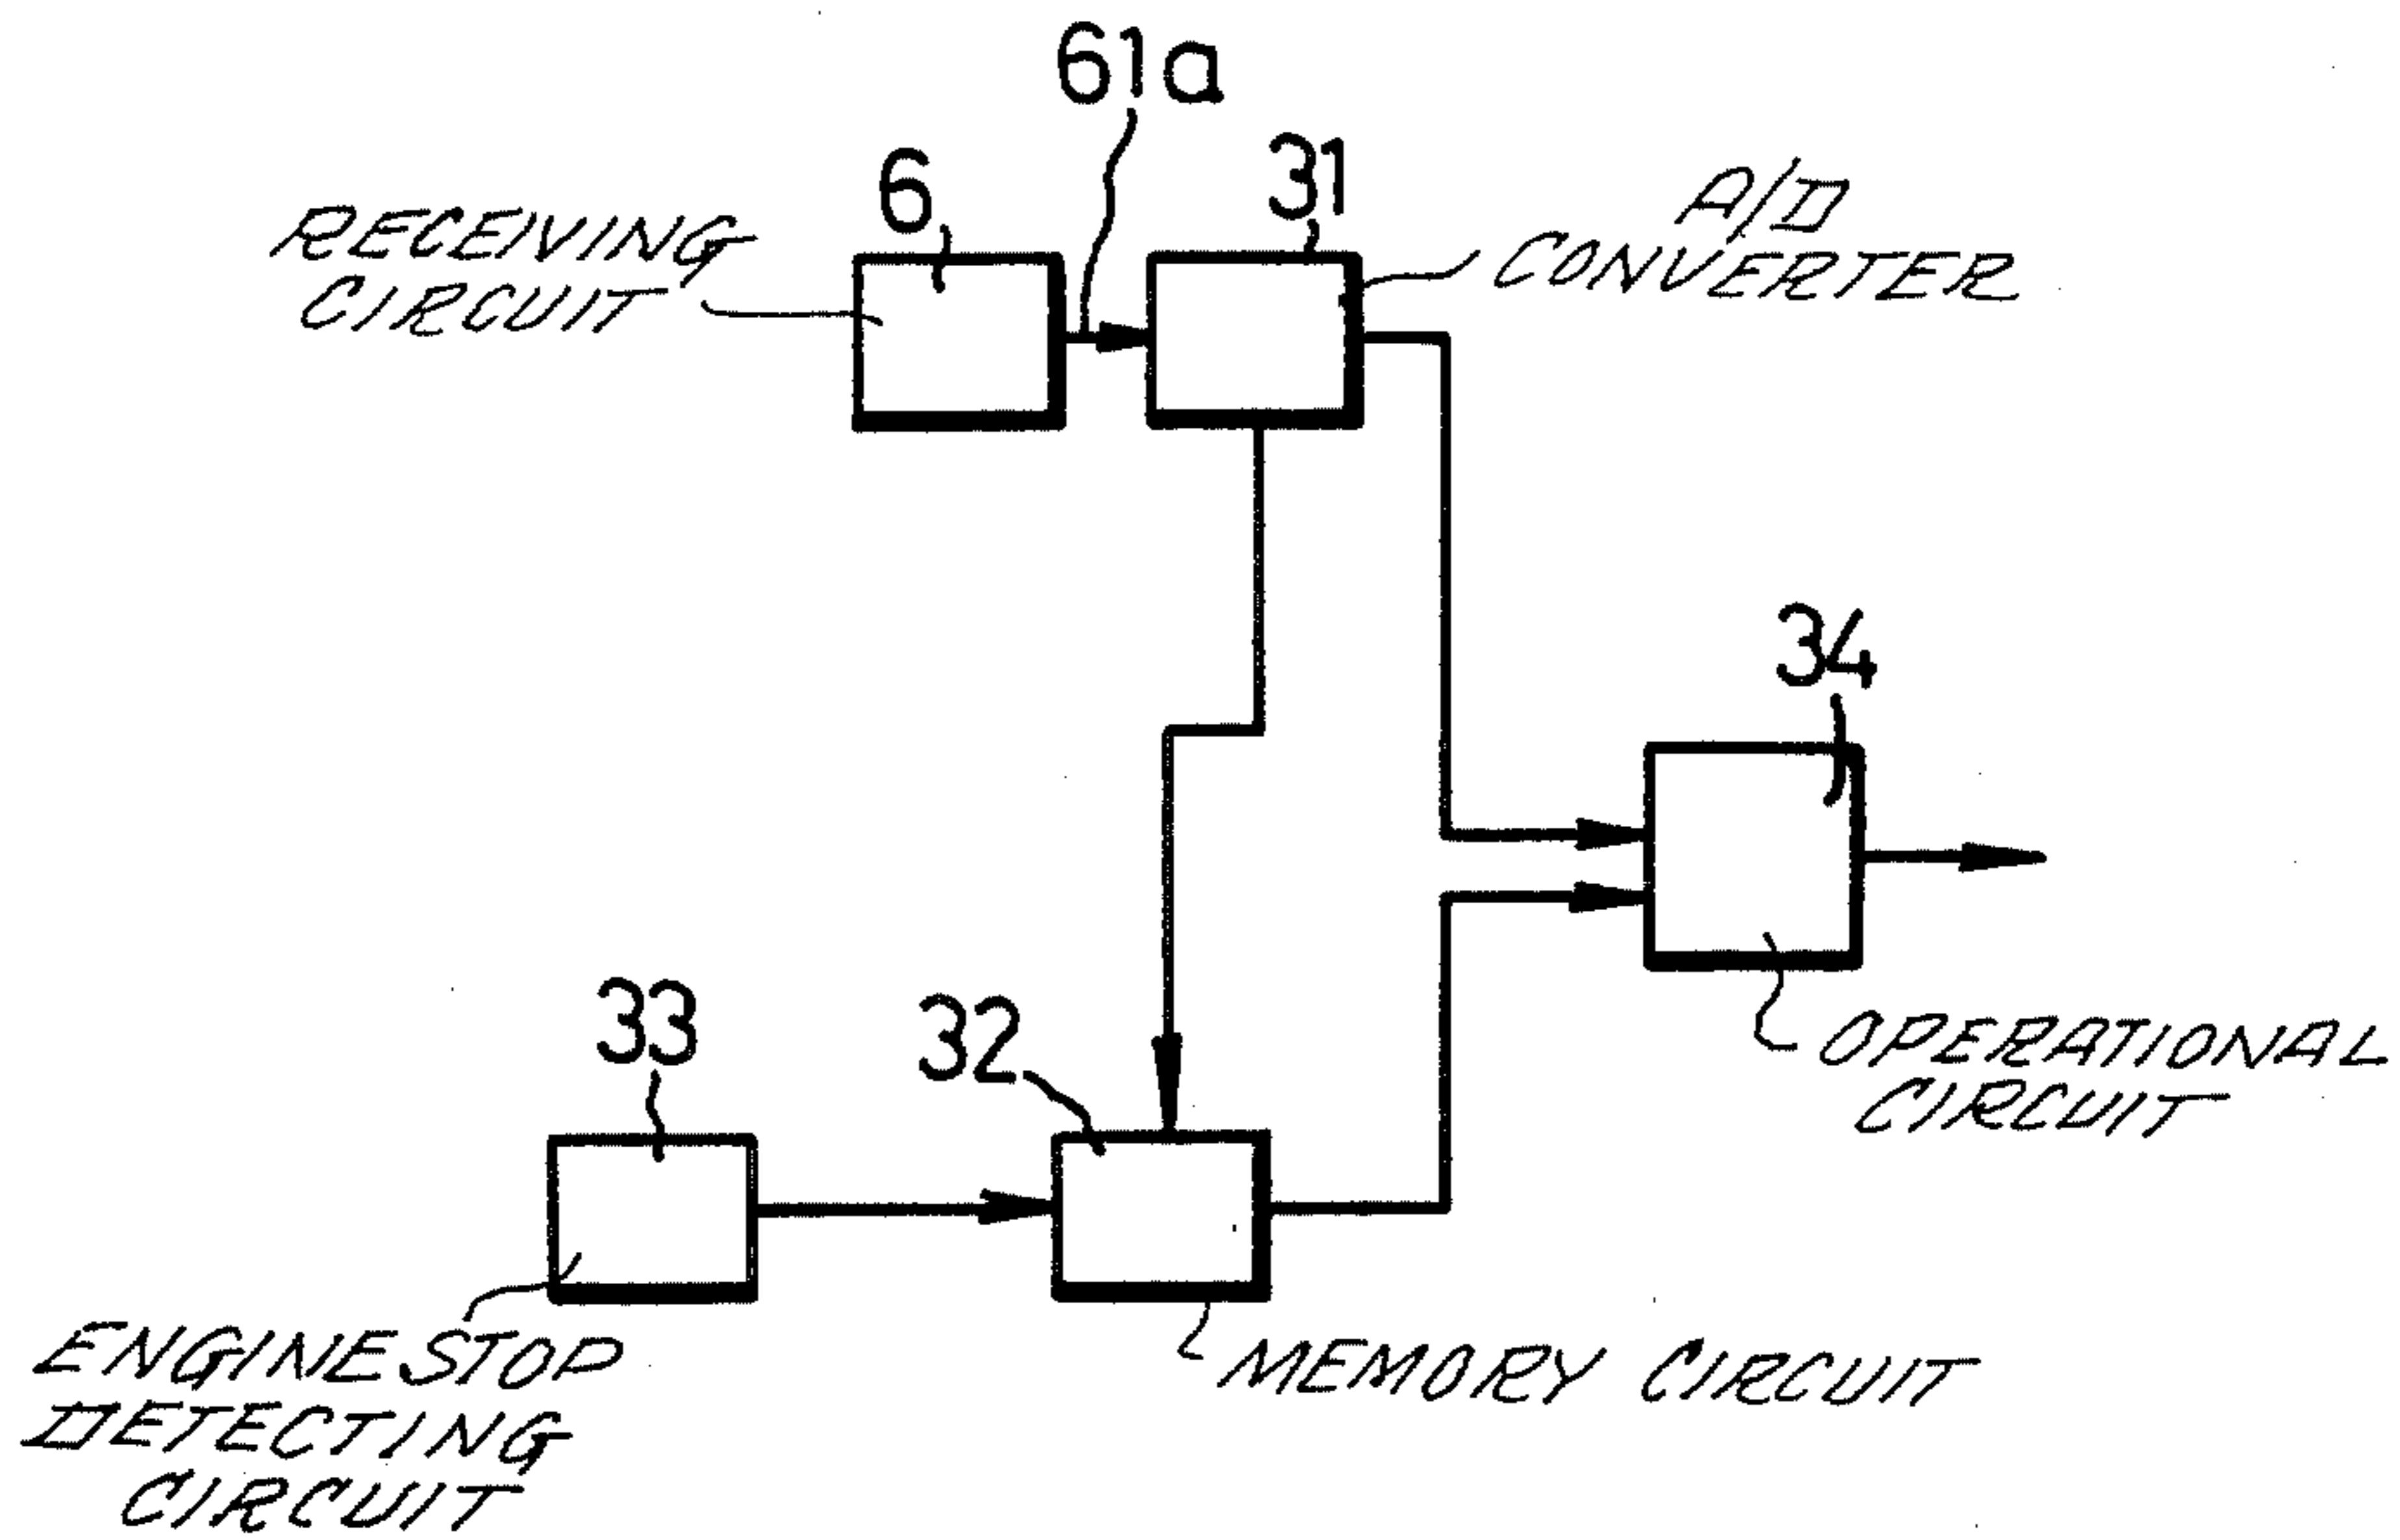 61a
6
31
RECEIVING
CIRCUIT
A/D
CONVERTER
34
33
32
OPERATIONAL
CIRCUIT
ENGINE STOP
DETECTING
CIRCUIT
MEMORY CIRCUIT